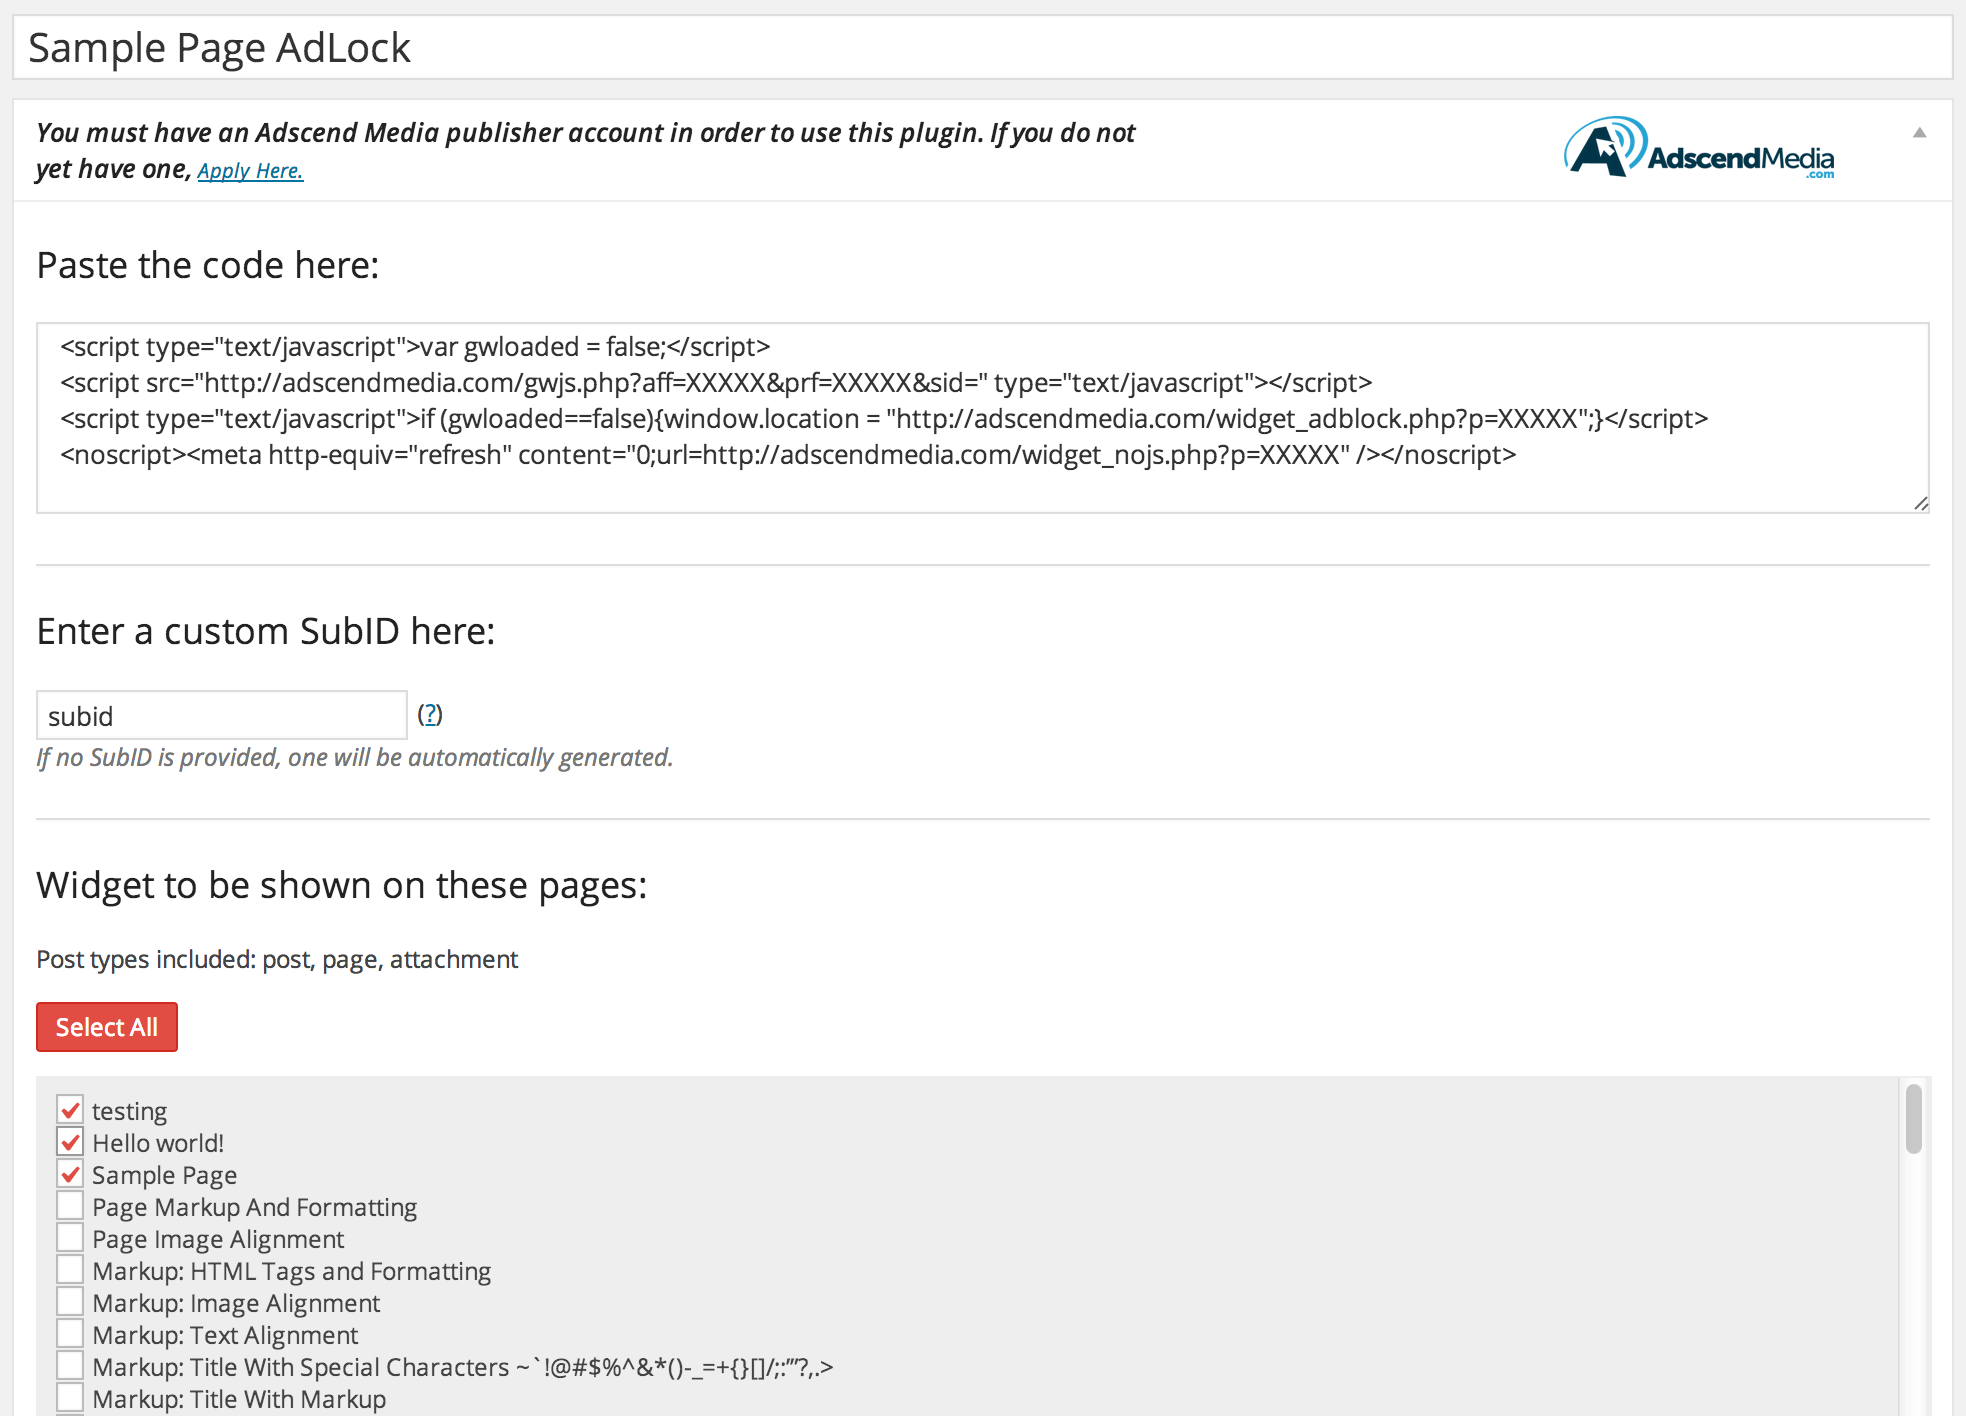 Sample Page AdLock
You must have an Adscend Media publisher account in order to use this plugin. If you do not
yet have one, Apply Here.
AdscendMedia
.com
Paste the code here:
<script type="text/javascript">var gwloaded = false;</script>
<script src="http://adscendmedia.com/gwjs.php?aff=XXXXX&prf=XXXXX&sid=" type="text/javascript"></script>
<script type="text/javascript">if (gwloaded==false){window.location = "http://adscendmedia.com/widget_adblock.php?p=XXXXX";}</script>
<noscript><meta http-equiv="refresh" content="0;url=http://adscendmedia.com/widget_nojs.php?p=XXXXX" /></noscript>
Enter a custom SubID here:
subid (?)
If no SubID is provided, one will be automatically generated.
Widget to be shown on these pages:
Post types included: post, page, attachment
Select All
testing
Hello world!
Sample Page
Page Markup And Formatting
Page Image Alignment
Markup: HTML Tags and Formatting
Markup: Image Alignment
Markup: Text Alignment
Markup: Title With Special Characters ~`!@#$%^&*()-_=+{}[]/;:'"?,.>
Markup: Title With Markup